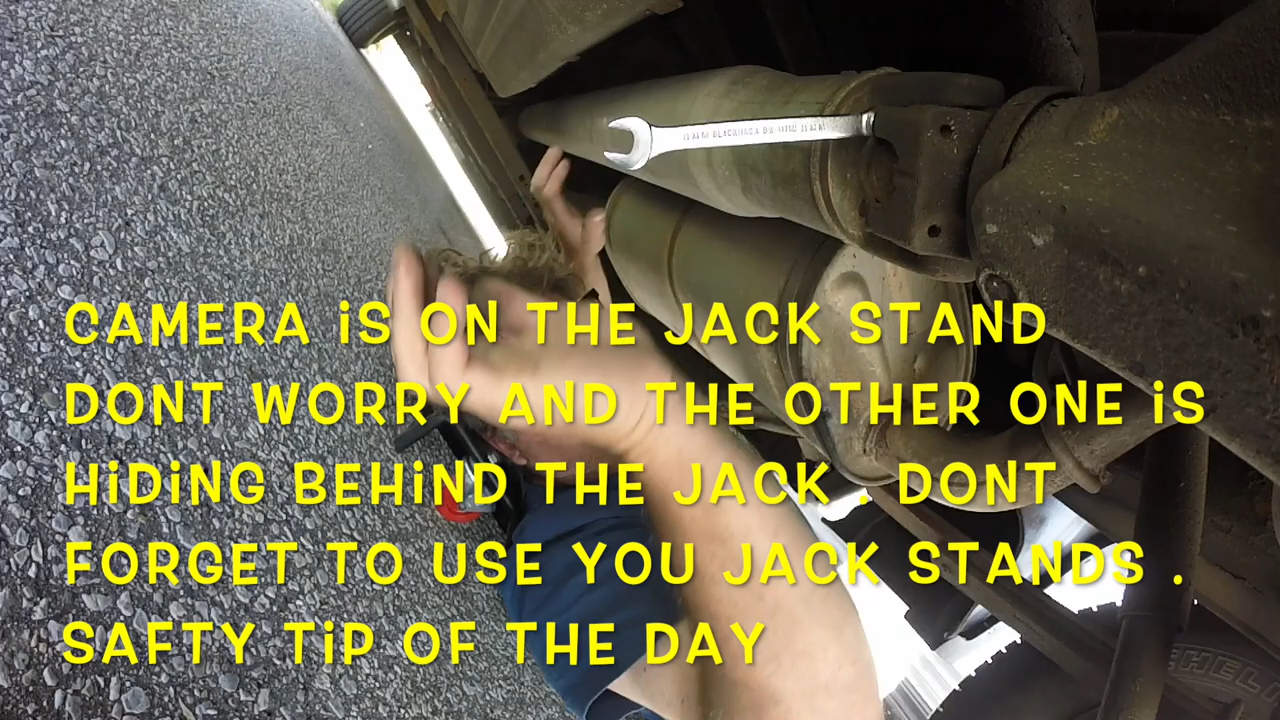 CAMERA iS ON THE JACK STAND
DONT WORRY AND THE OTHER ONE iS
HiDiNG BEHiND THE JACK . DONT
FORGET TO USE YOU JACK STANDS .
SAFTY TiP OF THE DAY